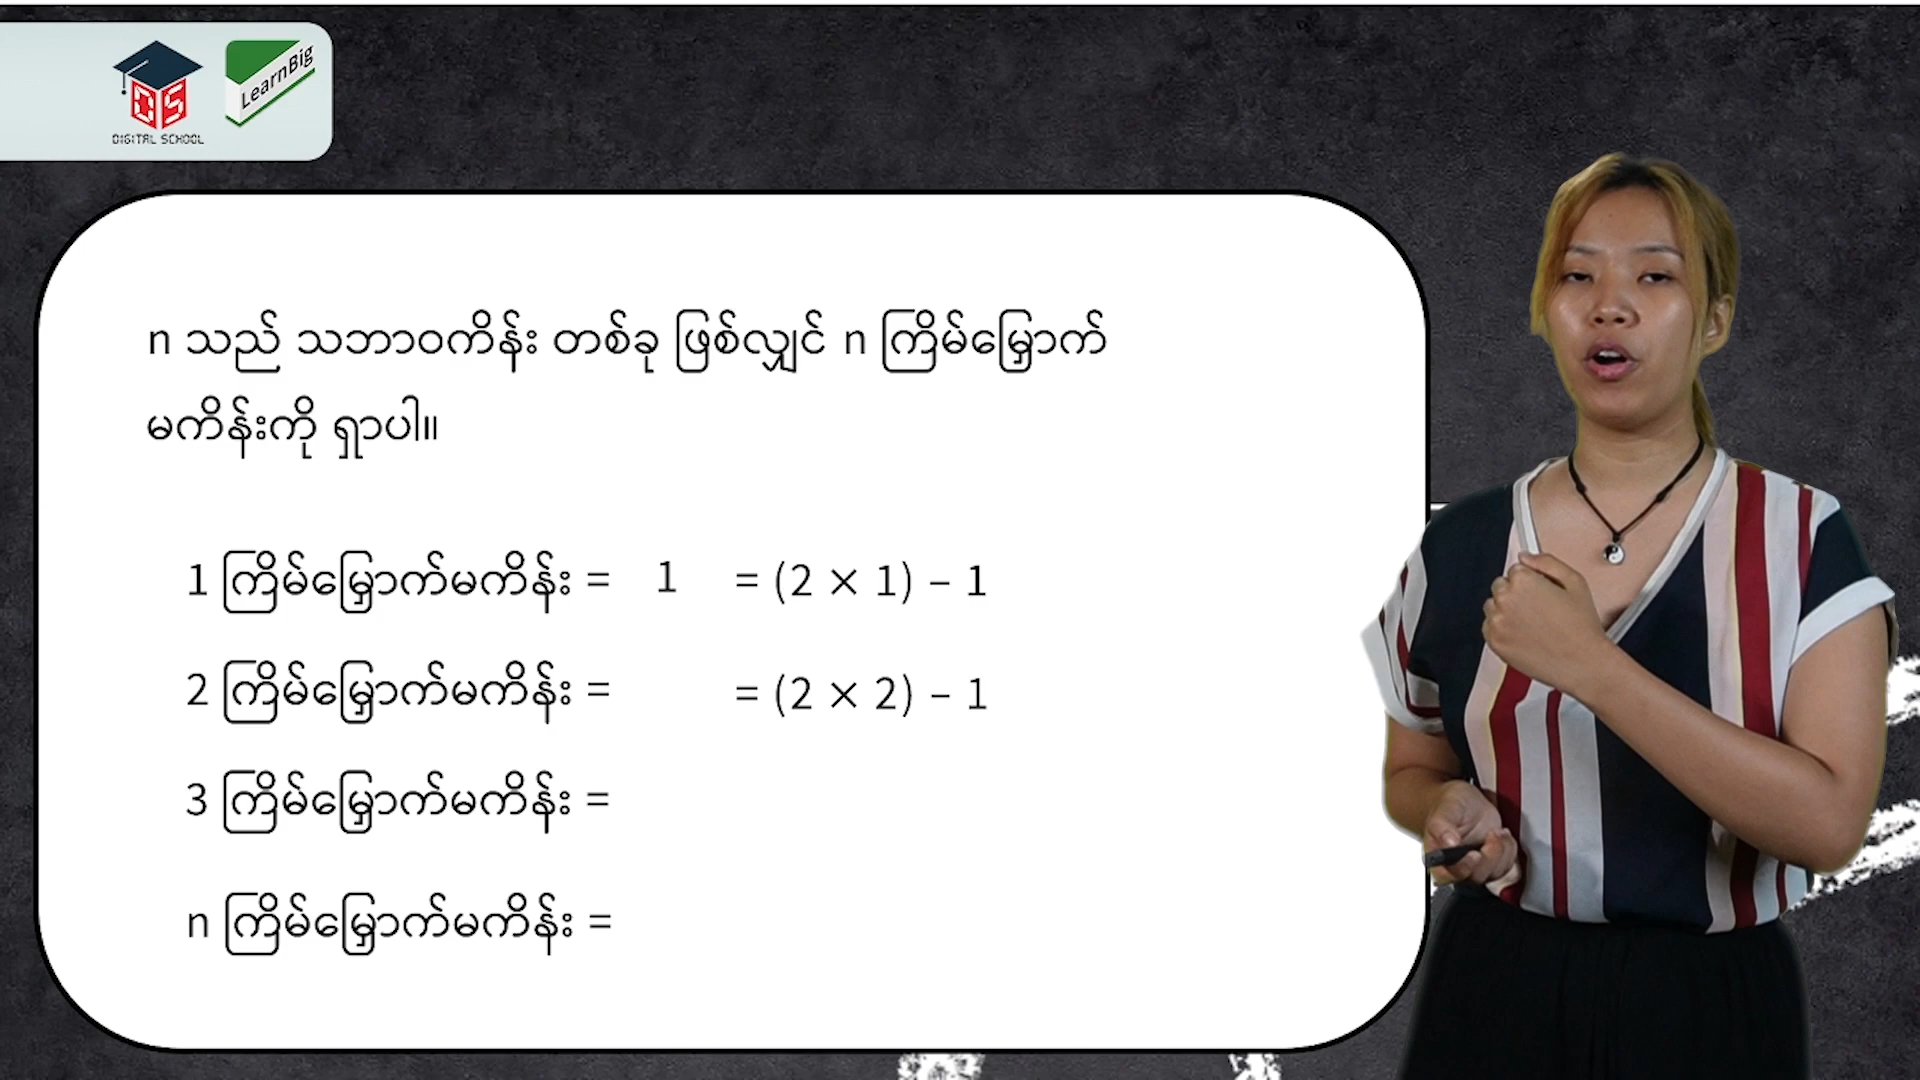 DIGITAL SCHOOL
LearnBig
n သည် သဘာဝကိန်း တစ်ခု ဖြစ်လျှင် n ကြိမ်မြှောက်
မကိန်းကို ရှာပါ။
1 ကြိမ်မြှောက်မကိန်း = 1 = (2 × 1) – 1
2 ကြိမ်မြှောက်မကိန်း = = (2 × 2) – 1
3 ကြိမ်မြှောက်မကိန်း =
n ကြိမ်မြှောက်မကိန်း =